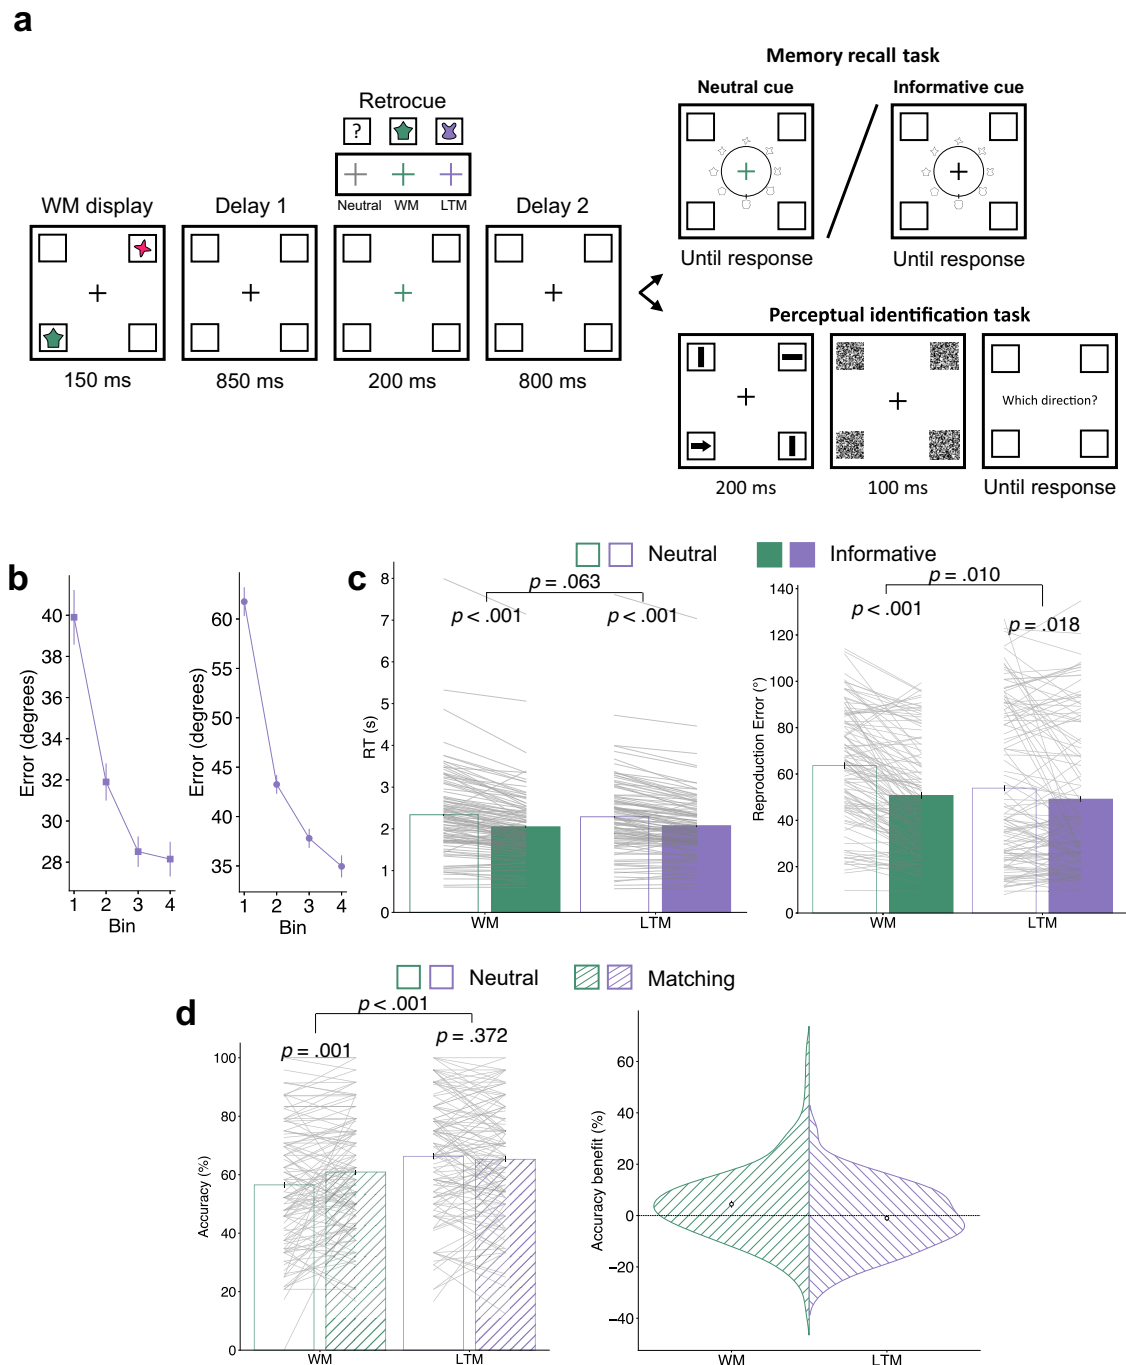 a
Memory recall task
Neutral cue
Informative cue
Retrocue
?
Neutral WM LTM
WM display
Delay 1
Delay 2
150 ms
850 ms
200 ms
800 ms
Until response
Until response
Perceptual identification task
Which direction?
200 ms
100 ms
Until response
b
Error (degrees)
40
38
36
34
32
30
28
1 2 3 4
Bin
Error (degrees)
60
55
50
45
40
35
1 2 3 4
Bin
c
Neutral
Informative
p = .063
p < .001
p < .001
RT (s)
8
7
6
5
4
3
2
1
0
WM
LTM
p = .010
p < .001
p = .018
Reproduction Error (°)
140
120
100
80
60
40
20
0
WM
LTM
d
Neutral
Matching
p < .001
p = .001
p = .372
Accuracy (%)
100
80
60
40
20
0
WM
LTM
Accuracy benefit (%)
60
40
20
0
−20
−40
WM
LTM